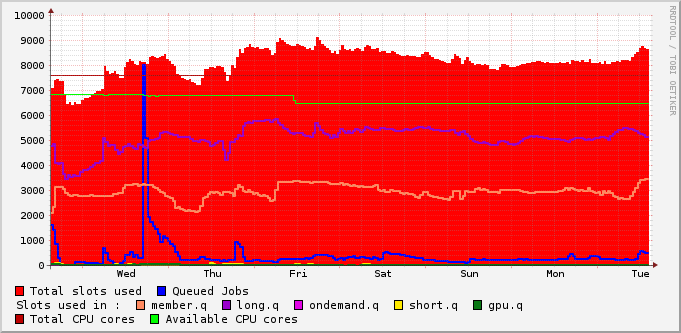 10000
9000
8000
7000
6000
5000
4000
3000
2000
1000
0
Wed Thu Fri Sat Sun Mon Tue
RRDTOOL / TOBI OETIKER
Total slots used Queued Jobs
Slots used in : member.q long.q ondemand.q short.q gpu.q
Total CPU cores Available CPU cores